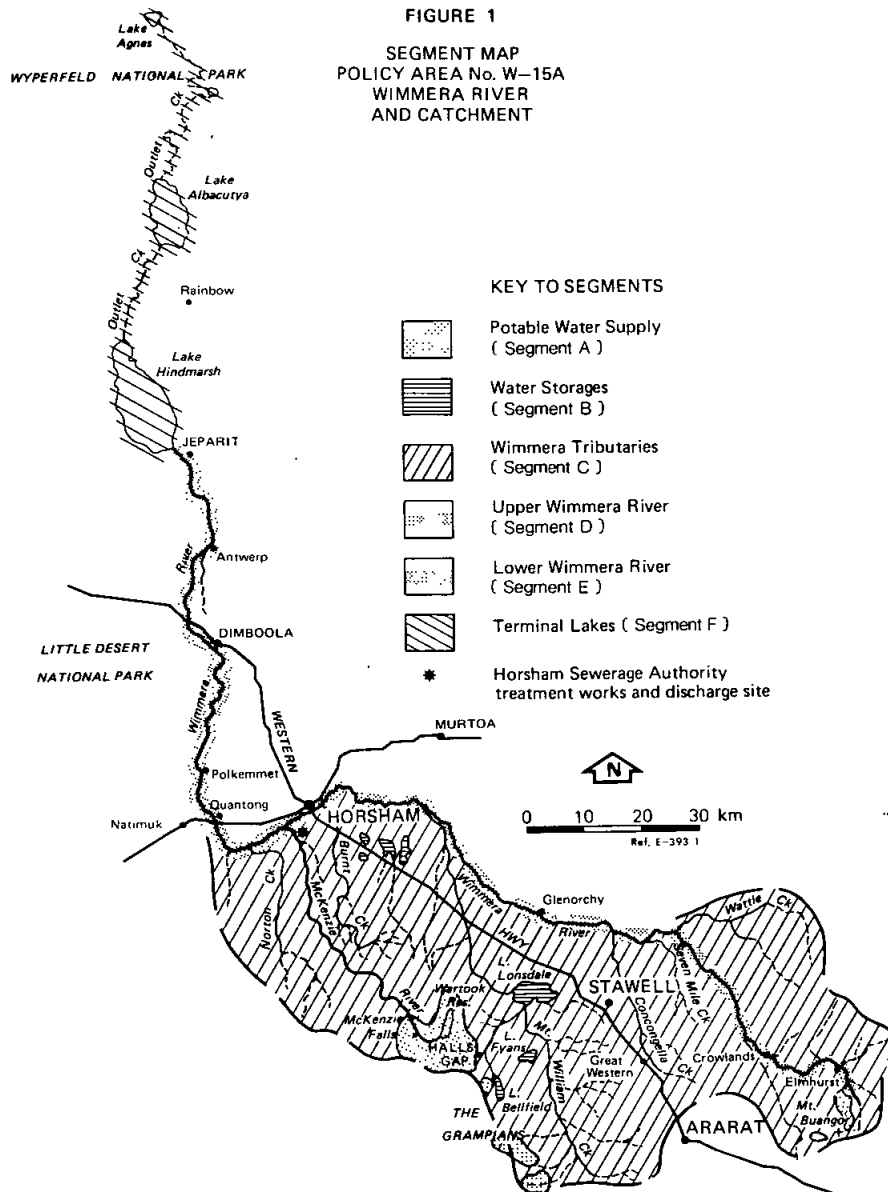 FIGURE 1
SEGMENT MAP
POLICY AREA No. W-15A
WIMMERA RIVER
AND CATCHMENT
Lake
Agnes
WYPERFELD NATIONAL PARK
Ck
Outlet
Lake
Albacutya
Ck
Outlet
Rainbow
Lake
Hindmarsh
JEPARIT
River
Antwerp
DIMBOOLA
LITTLE DESERT
NATIONAL PARK
Wimmera
WESTERN
MURTOA
Polkemmet
Quantong
Natimuk
HORSHAM
KEY TO SEGMENTS
Potable Water Supply
( Segment A )
Water Storages
( Segment B )
Wimmera Tributaries
( Segment C )
Upper Wimmera River
( Segment D )
Lower Wimmera River
( Segment E )
Terminal Lakes ( Segment F )
Horsham Sewerage Authority
treatment works and discharge site
N
0 10 20 30 km
Ref. E-393 1
Norton Ck
McKenzie
River
Burnt
Ck
Wimmera
River
HWY
Glenorchy
Wattle Ck
Seven Mile Ck
L.
Lonsdale
STAWELL
Wartook
Res.
McKenzie
Falls
HALLS
GAP
L.
Fyans
Mt.
William
Ck
Great
Western
Concongella
Ck
Crowlands
Elmhurst
L.
Bellfield
Mt.
Buango
THE
GRAMPIANS
ARARAT